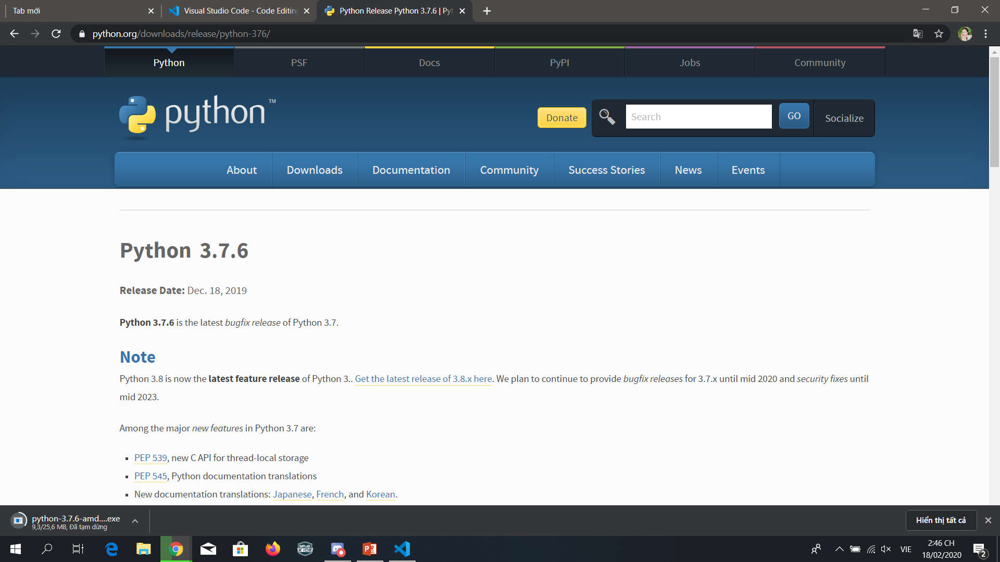 Tab mới
Visual Studio Code - Code Editing
Python Release Python 3.7.6 | Pyt
python.org/downloads/release/python-376/
Python
PSF
Docs
PyPI
Jobs
Community
python™
Donate
Search
GO
Socialize
About
Downloads
Documentation
Community
Success Stories
News
Events
Python 3.7.6
Release Date: Dec. 18, 2019
Python 3.7.6 is the latest bugfix release of Python 3.7.
Note
Python 3.8 is now the latest feature release of Python 3.. Get the latest release of 3.8.x here. We plan to continue to provide bugfix releases for 3.7.x until mid 2020 and security fixes until
mid 2023.
Among the major new features in Python 3.7 are:
PEP 539, new C API for thread-local storage
PEP 545, Python documentation translations
New documentation translations: Japanese, French, and Korean.
python-3.7.6-amd....exe
9,3/25,6 MB, Đã tạm dừng
Hiển thị tất cả
MPLAB
X IDE
VIE
2:46 CH
18/02/2020
2